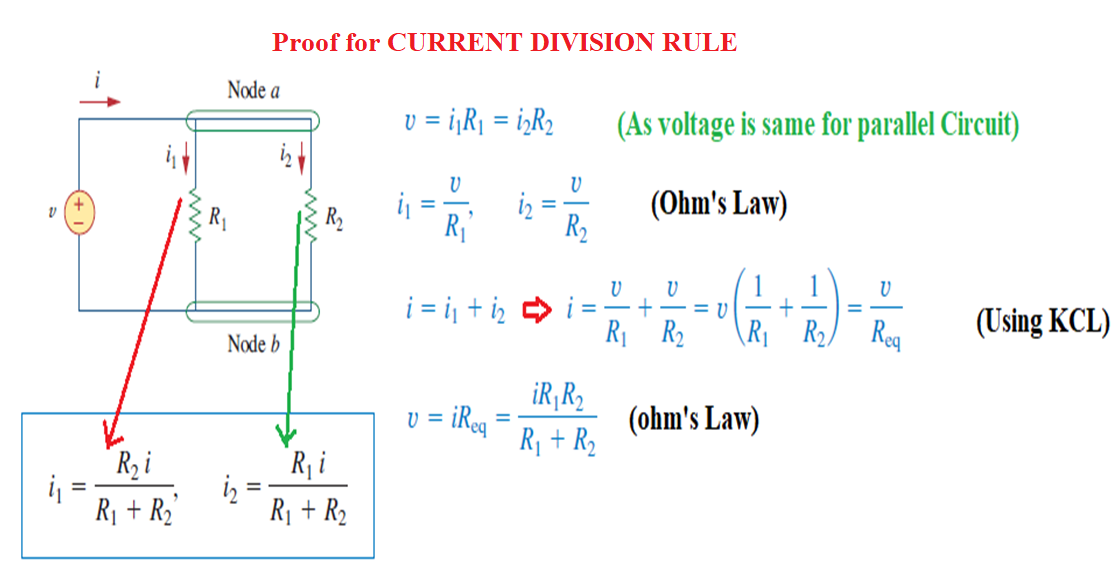 Proof for CURRENT DIVISION RULE
i
Node a
v = i₁R₁ = i₂R₂ (As voltage is same for parallel Circuit)
i₁ i₂
v + − R₁ R₂
i₁ = v/R₁, i₂ = v/R₂ (Ohm's Law)
i = i₁ + i₂ ⇨ i = v/R₁ + v/R₂ = v(1/R₁ + 1/R₂) = v/Req (Using KCL)
Node b
v = iReq = iR₁R₂/R₁ + R₂ (ohm's Law)
i₁ = R₂ i/R₁ + R₂, i₂ = R₁ i/R₁ + R₂